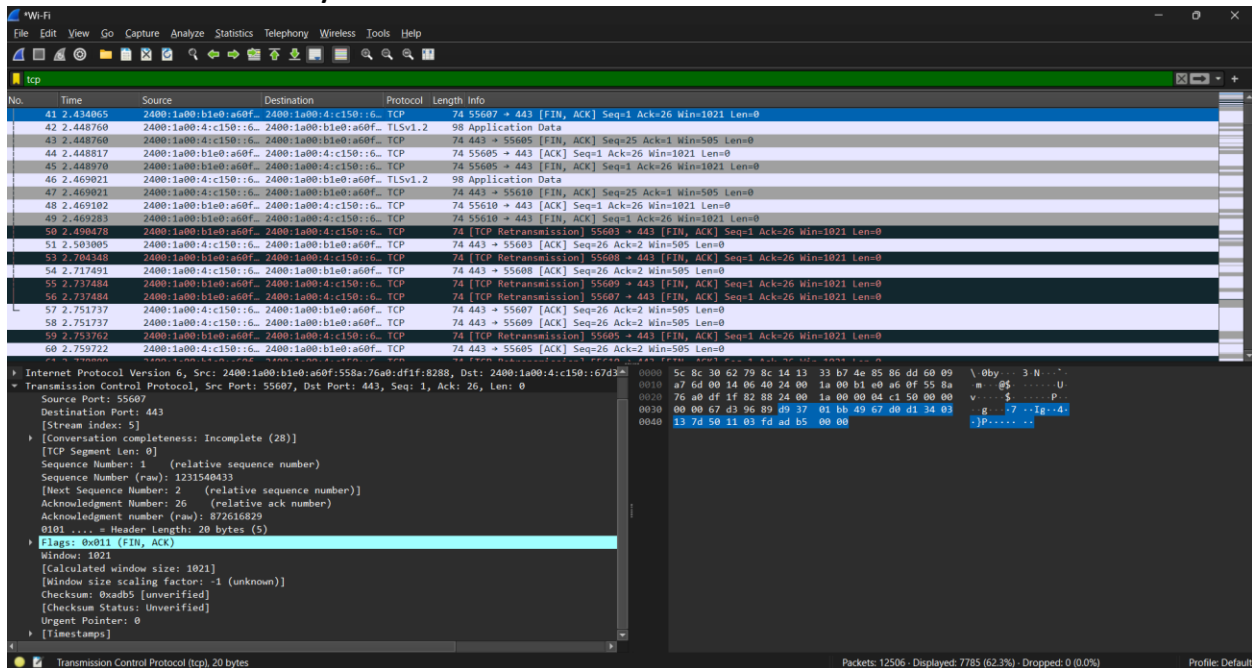 *Wi-Fi
File Edit View Go Capture Analyze Statistics Telephony Wireless Tools Help
tcp
No. Time Source Destination Protocol Length Info
41 2.434065 2400:1a00:b1e0:a60f… 2400:1a00:4:c150::6… TCP 74 55607 → 443 [FIN, ACK] Seq=1 Ack=26 Win=1021 Len=0
42 2.448760 2400:1a00:4:c150::6… 2400:1a00:b1e0:a60f… TLSv1.2 98 Application Data
43 2.448760 2400:1a00:4:c150::6… 2400:1a00:b1e0:a60f… TCP 74 443 → 55605 [FIN, ACK] Seq=25 Ack=1 Win=505 Len=0
44 2.448817 2400:1a00:b1e0:a60f… 2400:1a00:4:c150::6… TCP 74 55605 → 443 [ACK] Seq=1 Ack=26 Win=1021 Len=0
45 2.448970 2400:1a00:b1e0:a60f… 2400:1a00:4:c150::6… TCP 74 55605 → 443 [FIN, ACK] Seq=1 Ack=26 Win=1021 Len=0
46 2.469021 2400:1a00:4:c150::6… 2400:1a00:b1e0:a60f… TLSv1.2 98 Application Data
47 2.469021 2400:1a00:4:c150::6… 2400:1a00:b1e0:a60f… TCP 74 443 → 55610 [FIN, ACK] Seq=25 Ack=1 Win=505 Len=0
48 2.469102 2400:1a00:b1e0:a60f… 2400:1a00:4:c150::6… TCP 74 55610 → 443 [ACK] Seq=1 Ack=26 Win=1021 Len=0
49 2.469283 2400:1a00:b1e0:a60f… 2400:1a00:4:c150::6… TCP 74 55610 → 443 [FIN, ACK] Seq=1 Ack=26 Win=1021 Len=0
50 2.490478 2400:1a00:b1e0:a60f… 2400:1a00:4:c150::6… TCP 74 [TCP Retransmission] 55603 → 443 [FIN, ACK] Seq=1 Ack=26 Win=1021 Len=0
51 2.503005 2400:1a00:4:c150::6… 2400:1a00:b1e0:a60f… TCP 74 443 → 55603 [ACK] Seq=26 Ack=2 Win=505 Len=0
53 2.704348 2400:1a00:b1e0:a60f… 2400:1a00:4:c150::6… TCP 74 [TCP Retransmission] 55608 → 443 [FIN, ACK] Seq=1 Ack=26 Win=1021 Len=0
54 2.717491 2400:1a00:4:c150::6… 2400:1a00:b1e0:a60f… TCP 74 443 → 55608 [ACK] Seq=26 Ack=2 Win=505 Len=0
55 2.737484 2400:1a00:b1e0:a60f… 2400:1a00:4:c150::6… TCP 74 [TCP Retransmission] 55609 → 443 [FIN, ACK] Seq=1 Ack=26 Win=1021 Len=0
56 2.737484 2400:1a00:b1e0:a60f… 2400:1a00:4:c150::6… TCP 74 [TCP Retransmission] 55607 → 443 [FIN, ACK] Seq=1 Ack=26 Win=1021 Len=0
57 2.751737 2400:1a00:4:c150::6… 2400:1a00:b1e0:a60f… TCP 74 443 → 55607 [ACK] Seq=26 Ack=2 Win=505 Len=0
58 2.751737 2400:1a00:4:c150::6… 2400:1a00:b1e0:a60f… TCP 74 443 → 55609 [ACK] Seq=26 Ack=2 Win=505 Len=0
59 2.753762 2400:1a00:b1e0:a60f… 2400:1a00:4:c150::6… TCP 74 [TCP Retransmission] 55605 → 443 [FIN, ACK] Seq=1 Ack=26 Win=1021 Len=0
60 2.759722 2400:1a00:4:c150::6… 2400:1a00:b1e0:a60f… TCP 74 443 → 55605 [ACK] Seq=26 Ack=2 Win=505 Len=0
Internet Protocol Version 6, Src: 2400:1a00:b1e0:a60f:558a:76a0:df1f:8288, Dst: 2400:1a00:4:c150::67d3
Transmission Control Protocol, Src Port: 55607, Dst Port: 443, Seq: 1, Ack: 26, Len: 0
Source Port: 55607
Destination Port: 443
[Stream index: 5]
[Conversation completeness: Incomplete (28)]
[TCP Segment Len: 0]
Sequence Number: 1 (relative sequence number)
Sequence Number (raw): 1231540433
[Next Sequence Number: 2 (relative sequence number)]
Acknowledgment Number: 26 (relative ack number)
Acknowledgment number (raw): 872616829
0101 .... = Header Length: 20 bytes (5)
Flags: 0x011 (FIN, ACK)
Window: 1021
[Calculated window size: 1021]
[Window size scaling factor: -1 (unknown)]
Checksum: 0xadb5 [unverified]
[Checksum Status: Unverified]
Urgent Pointer: 0
[Timestamps]
0000 5c 8c 30 62 79 8c 14 13 33 b7 4e 85 86 dd 60 09 \·0by··· 3·N···`·
0010 a7 6d 00 14 06 40 24 00 1a 00 b1 e0 a6 0f 55 8a ·m···@$· ······U·
0020 76 a0 df 1f 82 88 24 00 1a 00 00 04 c1 50 00 00 v·····$· ·····P··
0030 00 00 67 d3 96 89 d9 37 01 bb 49 67 d0 d1 34 03 ··g····7 ··Ig··4·
0040 13 7d 50 11 03 fd ad b5 00 00 ·}P····· ··
Transmission Control Protocol (tcp), 20 bytes
Packets: 12506 · Displayed: 7785 (62.3%) · Dropped: 0 (0.0%)
Profile: Default